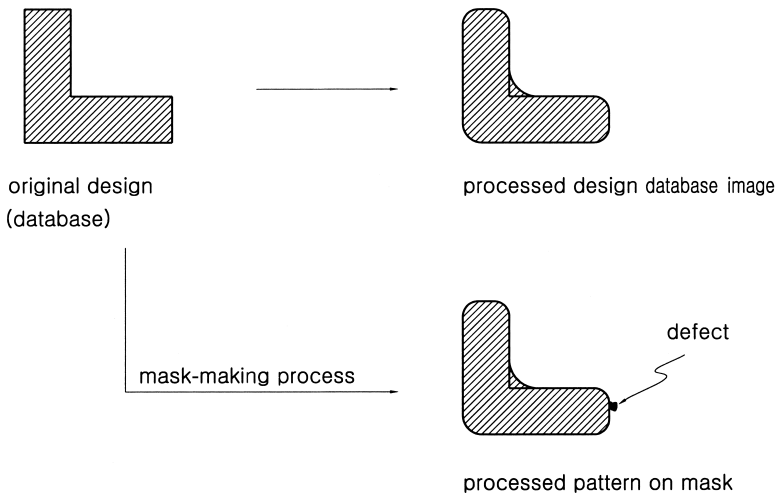 original design
(database)
processed design database image
mask-making process
defect
processed pattern on mask